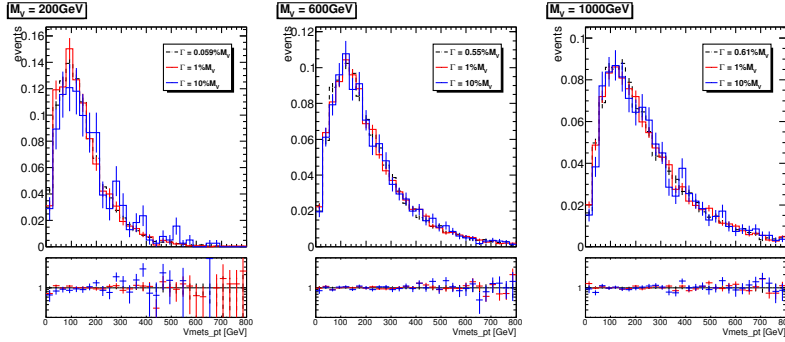 M_V = 200GeV
events
0.16
0.14
0.12
0.1
0.08
0.06
0.04
0.02
0
Γ = 0.059%M_V
Γ = 1%M_V
Γ = 10%M_V
1
0 100 200 300 400 500 600 700 800
Vmets_pt [GeV]
M_V = 600GeV
events
0.12
0.1
0.08
0.06
0.04
0.02
0
Γ = 0.55%M_V
Γ = 1%M_V
Γ = 10%M_V
1
0 100 200 300 400 500 600 700 800
Vmets_pt [GeV]
M_V = 1000GeV
events
0.1
0.08
0.06
0.04
0.02
0
Γ = 0.61%M_V
Γ = 1%M_V
Γ = 10%M_V
1
0 100 200 300 400 500 600 700 800
Vmets_pt [GeV]